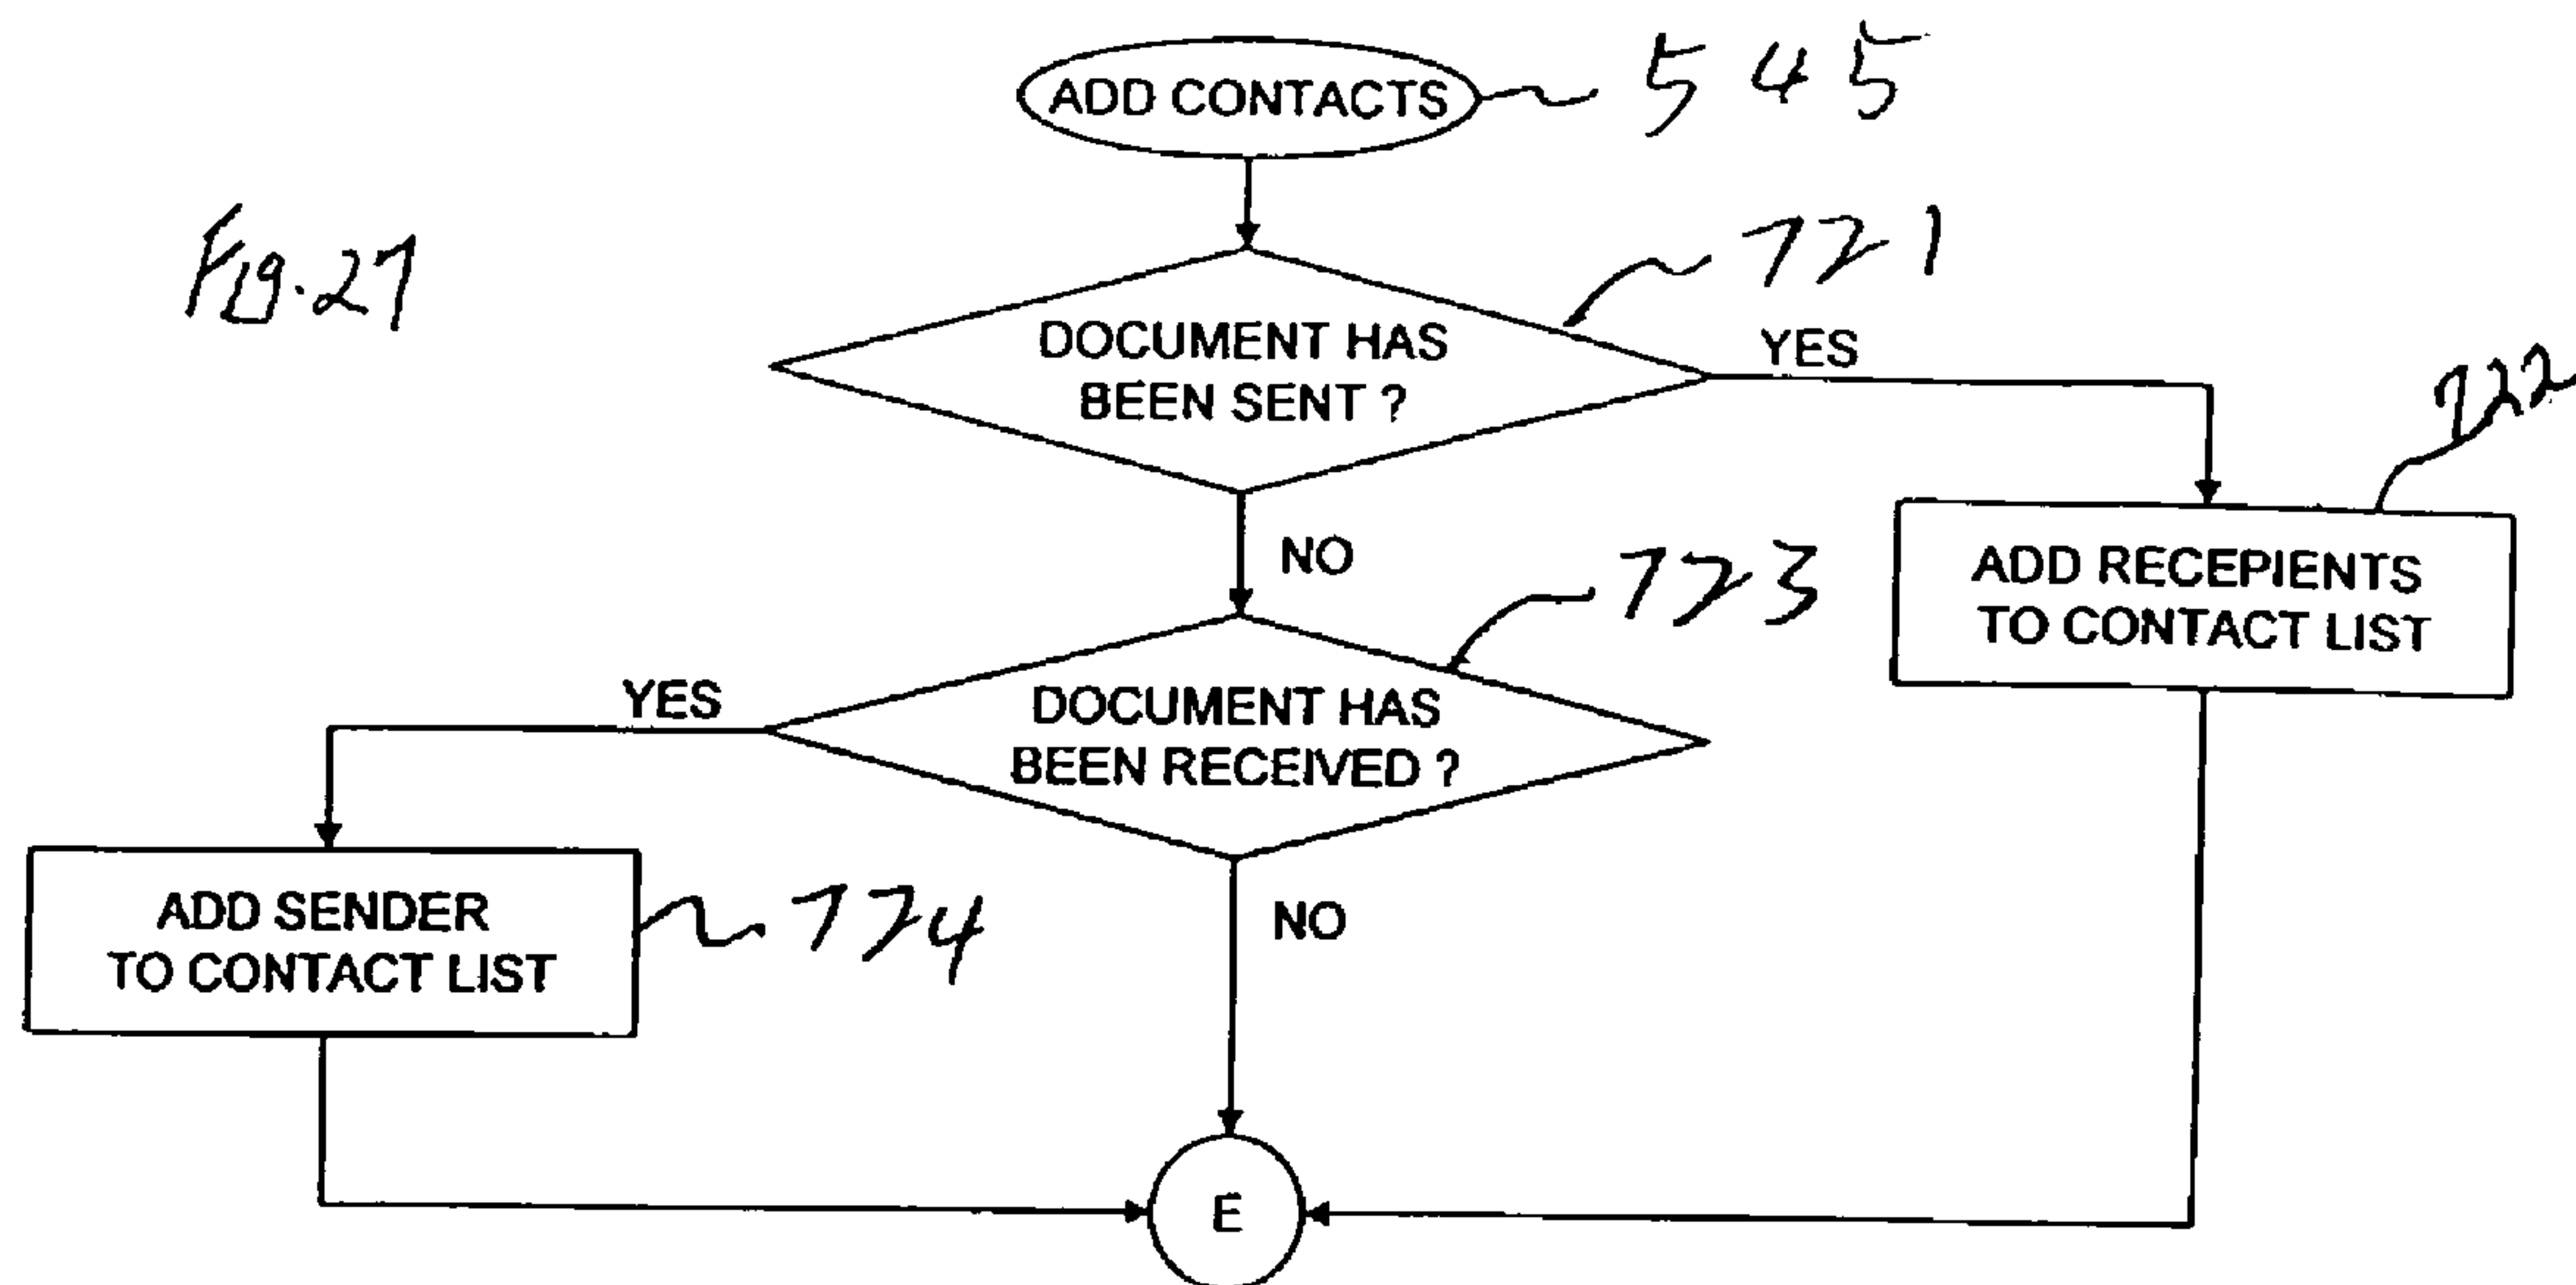 ADD CONTACTS
545
Fig. 27
721
DOCUMENT HAS
BEEN SENT ?
YES
722
NO
723
ADD RECEPIENTS
TO CONTACT LIST
YES
DOCUMENT HAS
BEEN RECEIVED ?
ADD SENDER
TO CONTACT LIST
724
NO
E